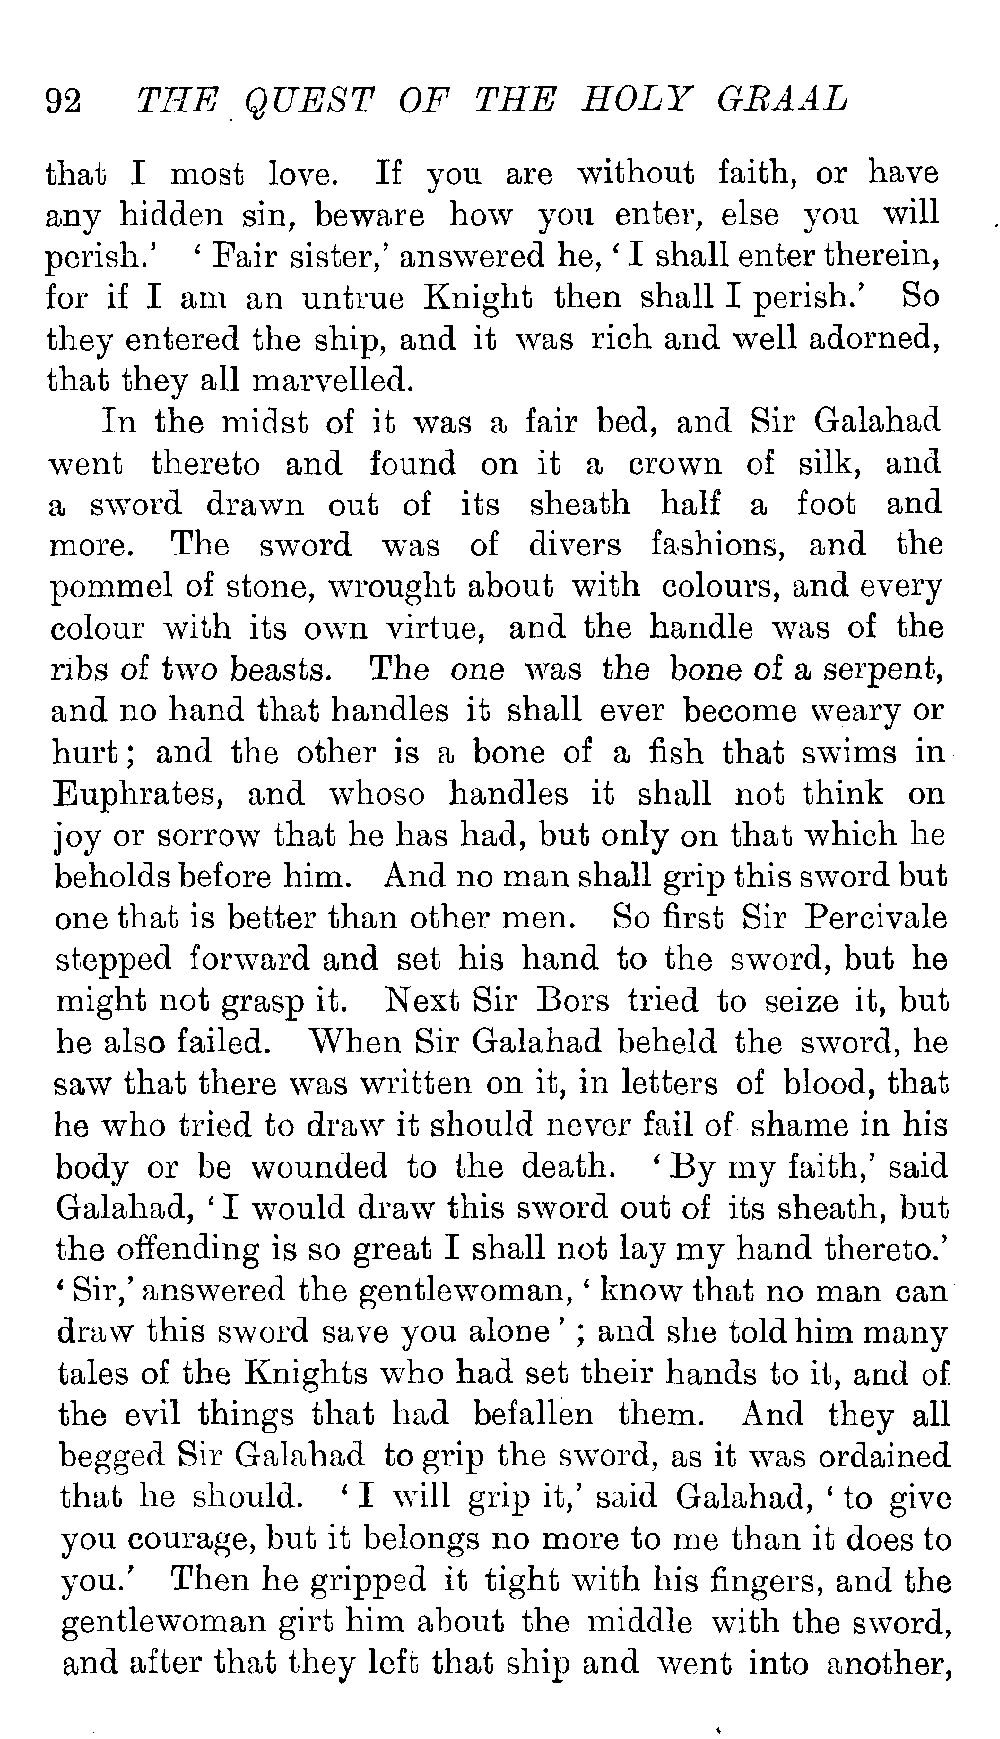 92 THE QUEST OF THE HOLY GRAAL
that I most love. If you are without faith, or have
any hidden sin, beware how you enter, else you will
perish.' ' Fair sister,' answered he, ' I shall enter therein,
for if I am an untrue Knight then shall I perish.' So
they entered the ship, and it was rich and well adorned,
that they all marvelled.
In the midst of it was a fair bed, and Sir Galahad
went thereto and found on it a crown of silk, and
a sword drawn out of its sheath half a foot and
more. The sword was of divers fashions, and the
pommel of stone, wrought about with colours, and every
colour with its own virtue, and the handle was of the
ribs of two beasts. The one was the bone of a serpent,
and no hand that handles it shall ever become weary or
hurt; and the other is a bone of a fish that swims in
Euphrates, and whoso handles it shall not think on
joy or sorrow that he has had, but only on that which he
beholds before him. And no man shall grip this sword but
one that is better than other men. So first Sir Percivale
stepped forward and set his hand to the sword, but he
might not grasp it. Next Sir Bors tried to seize it, but
he also failed. When Sir Galahad beheld the sword, he
saw that there was written on it, in letters of blood, that
he who tried to draw it should never fail of shame in his
body or be wounded to the death. ' By my faith,' said
Galahad, ' I would draw this sword out of its sheath, but
the offending is so great I shall not lay my hand thereto.'
' Sir,' answered the gentlewoman, ' know that no man can
draw this sword save you alone ' ; and she told him many
tales of the Knights who had set their hands to it, and of
the evil things that had befallen them. And they all
begged Sir Galahad to grip the sword, as it was ordained
that he should. ' I will grip it,' said Galahad, ' to give
you courage, but it belongs no more to me than it does to
you.' Then he gripped it tight with his fingers, and the
gentlewoman girt him about the middle with the sword,
and after that they left that ship and went into another,